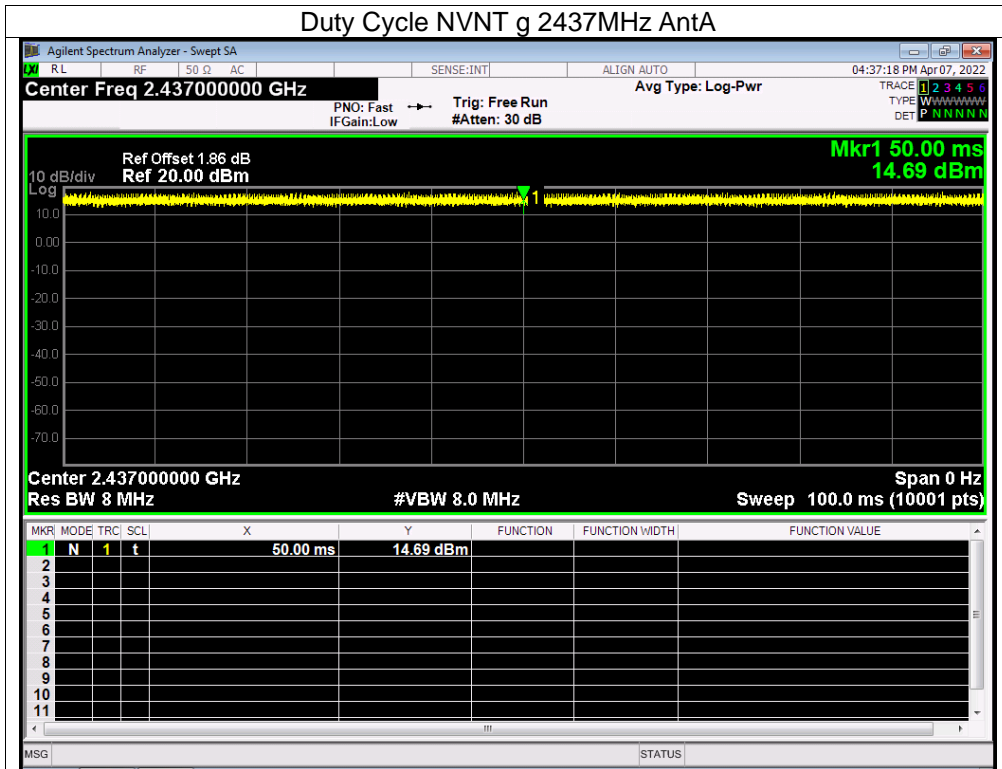 Duty Cycle NVNT g 2437MHz AntA
Agilent Spectrum Analyzer - Swept SA
LXI RL RF 50 Ω AC SENSE:INT ALIGN AUTO 04:37:18 PM Apr 07, 2022
Center Freq 2.437000000 GHz Avg Type: Log-Pwr TRACE 1 2 3 4 5 6
PNO: Fast Trig: Free Run TYPE WWWWWW
IFGain:Low #Atten: 30 dB DET P N N N N N
Mkr1 50.00 ms
Ref Offset 1.86 dB
10 dB/div Ref 20.00 dBm 14.69 dBm
Log
1
10.0
0.00
-10.0
-20.0
-30.0
-40.0
-50.0
-60.0
-70.0
Center 2.437000000 GHz Span 0 Hz
Res BW 8 MHz #VBW 8.0 MHz Sweep 100.0 ms (10001 pts)
MKR MODE TRC SCL X Y FUNCTION FUNCTION WIDTH FUNCTION VALUE
1 N 1 t 50.00 ms 14.69 dBm
2
3
4
5
6
7
8
9
10
11
MSG STATUS